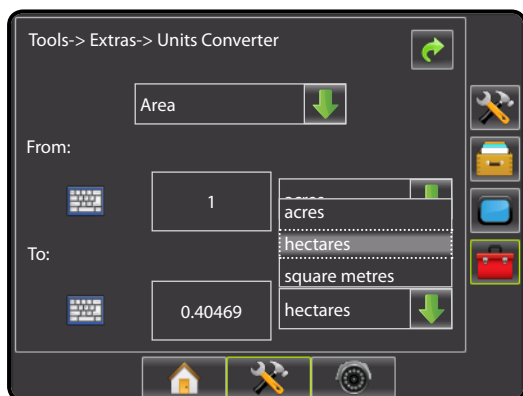 Tools-> Extras-> Units Converter
Area
From:
1
acres
hectares
square metres
To:
0.40469
hectares